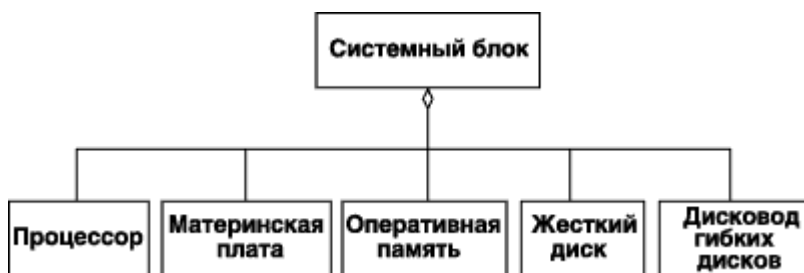 Системный блок
Процессор
Материнская
плата
Оперативная
память
Жесткий
диск
Дисковод
гибких
дисков